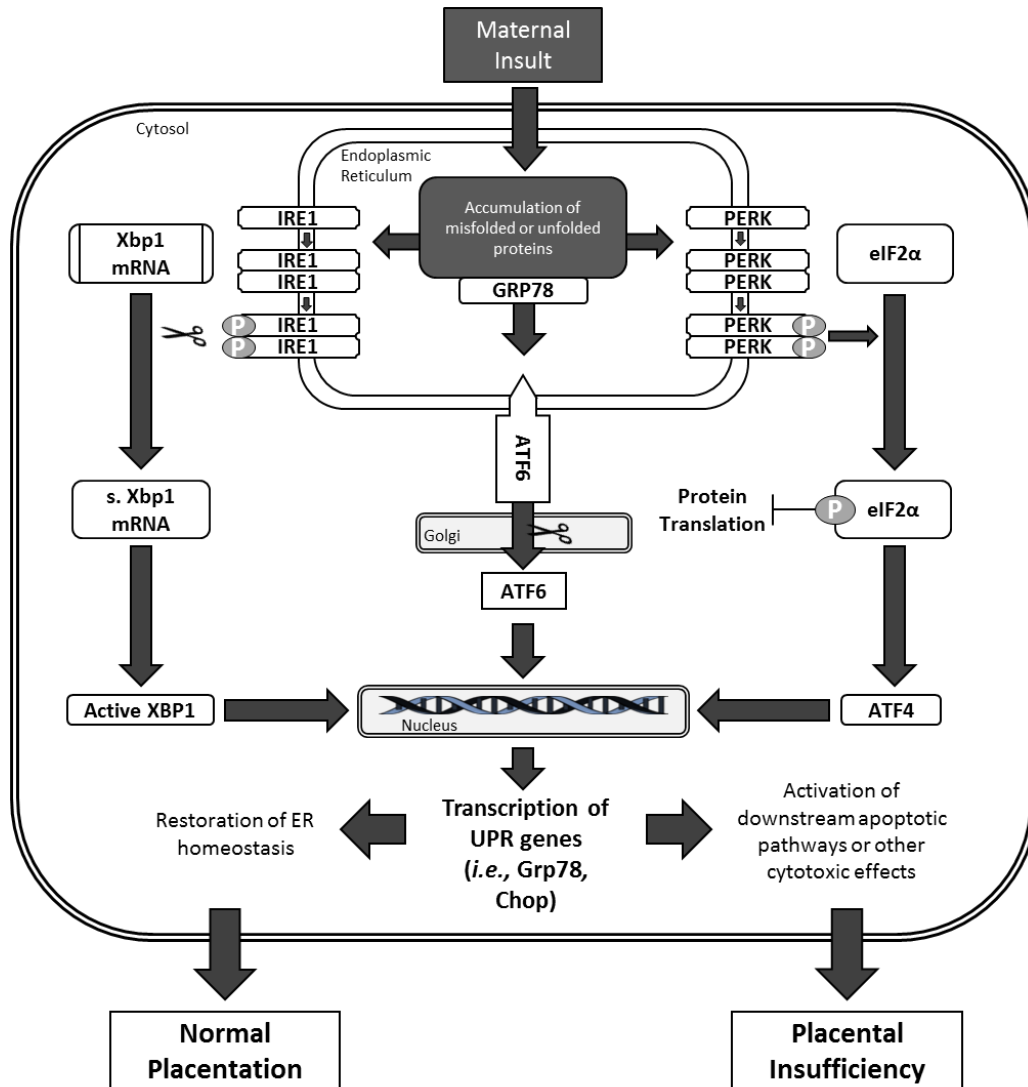 Maternal
Insult
Cytosol
Endoplasmic
Reticulum
Accumulation of
misfolded or unfolded
proteins
GRP78
IRE1
IRE1
IRE1
P IRE1
P IRE1
PERK
PERK
PERK
PERK P
PERK P
Xbp1
mRNA
eIF2α
ATF6
s. Xbp1
mRNA
Protein
Translation
P eIF2α
Golgi
ATF6
Active XBP1
Nucleus
ATF4
Restoration of ER
homeostasis
Transcription of
UPR genes
(i.e., Grp78,
Chop)
Activation of
downstream apoptotic
pathways or other
cytotoxic effects
Normal
Placentation
Placental
Insufficiency